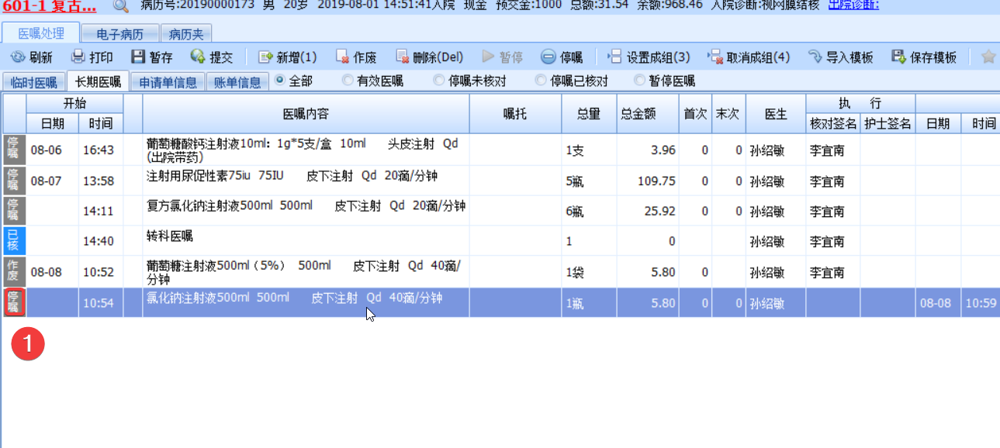 601-1 复古... 病历号:20190000173 男 20岁 2019-08-01 14:51:41入院 现金 预交金:1000 总额:31.54 余额:968.46 入院诊断:视网膜结核 出院诊断:
医嘱处理 电子病历 病历夹
刷新 打印 暂存 提交 新增(1) 作废 删除(Del) 暂停 停嘱 设置成组(3) 取消成组(4) 导入模板 保存模板
临时医嘱 长期医嘱 申请单信息 账单信息 全部 有效医嘱 停嘱未核对 停嘱已核对 暂停医嘱
开始 医嘱内容 嘱托 总量 总金额 首次 末次 医生 执 行
日期 时间 核对签名 护士签名 日期 时间
停嘱 08-06 16:43 葡萄糖酸钙注射液10ml: 1g*5支/盒 10ml 头皮注射 Qd 1支 3.96 0 0 孙绍敏 李宜南
(出院带药)
停嘱 08-07 13:58 注射用尿促性素75iu 75IU 皮下注射 Qd 20滴/分钟 5瓶 109.75 0 0 孙绍敏 李宜南
停嘱 14:11 复方氯化钠注射液500ml 500ml 皮下注射 Qd 20滴/分钟 6瓶 25.92 0 0 孙绍敏 李宜南
已核 14:40 转科医嘱 1 0 孙绍敏 李宜南
作废 08-08 10:52 葡萄糖注射液500ml（5%） 500ml 皮下注射 Qd 40滴/ 1袋 5.80 0 孙绍敏 李宜南
分钟
停嘱 10:54 氯化钠注射液500ml 500ml 皮下注射 Qd 40滴/分钟 1瓶 5.80 0 0 孙绍敏 08-08 10:59
1